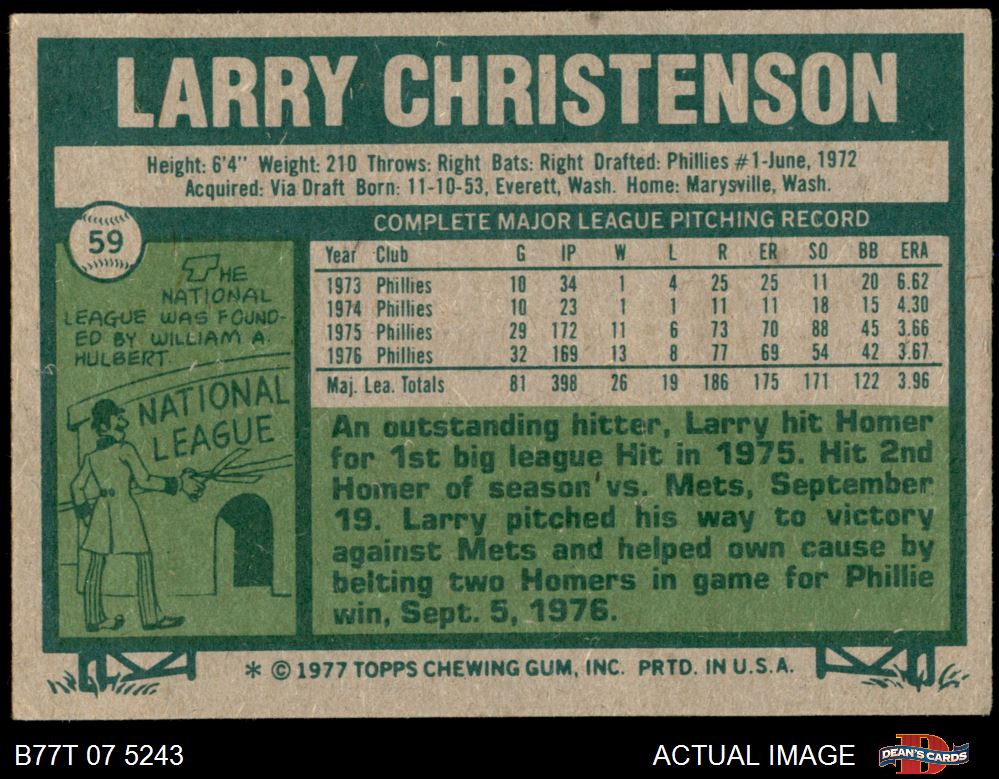 LARRY CHRISTENSON
Height: 6'4" Weight: 210 Throws: Right Bats: Right Drafted: Phillies #1-June, 1972
Acquired: Via Draft Born: 11-10-53, Everett, Wash. Home: Marysville, Wash.
59
THE
NATIONAL
LEAGUE WAS FOUND-
ED BY WILLIAM A.
HULBERT.
NATIONAL
LEAGUE
COMPLETE MAJOR LEAGUE PITCHING RECORD
Year Club G IP W L R ER SO BB ERA
1973 Phillies 10 34 1 4 25 25 11 20 6.62
1974 Phillies 10 23 1 1 11 11 18 15 4.30
1975 Phillies 29 172 11 6 73 70 88 45 3.66
1976 Phillies 32 169 13 8 77 69 54 42 3.67
Maj. Lea. Totals 81 398 26 19 186 175 171 122 3.96
An outstanding hitter, Larry hit Homer
for 1st big league Hit in 1975. Hit 2nd
Homer of season vs. Mets, September
19. Larry pitched his way to victory
against Mets and helped own cause by
belting two Homers in game for Phillie
win, Sept. 5, 1976.
* © 1977 TOPPS CHEWING GUM, INC. PRTD. IN U.S.A.
B77T 07 5243
ACTUAL IMAGE
D
DEAN'S CARDS